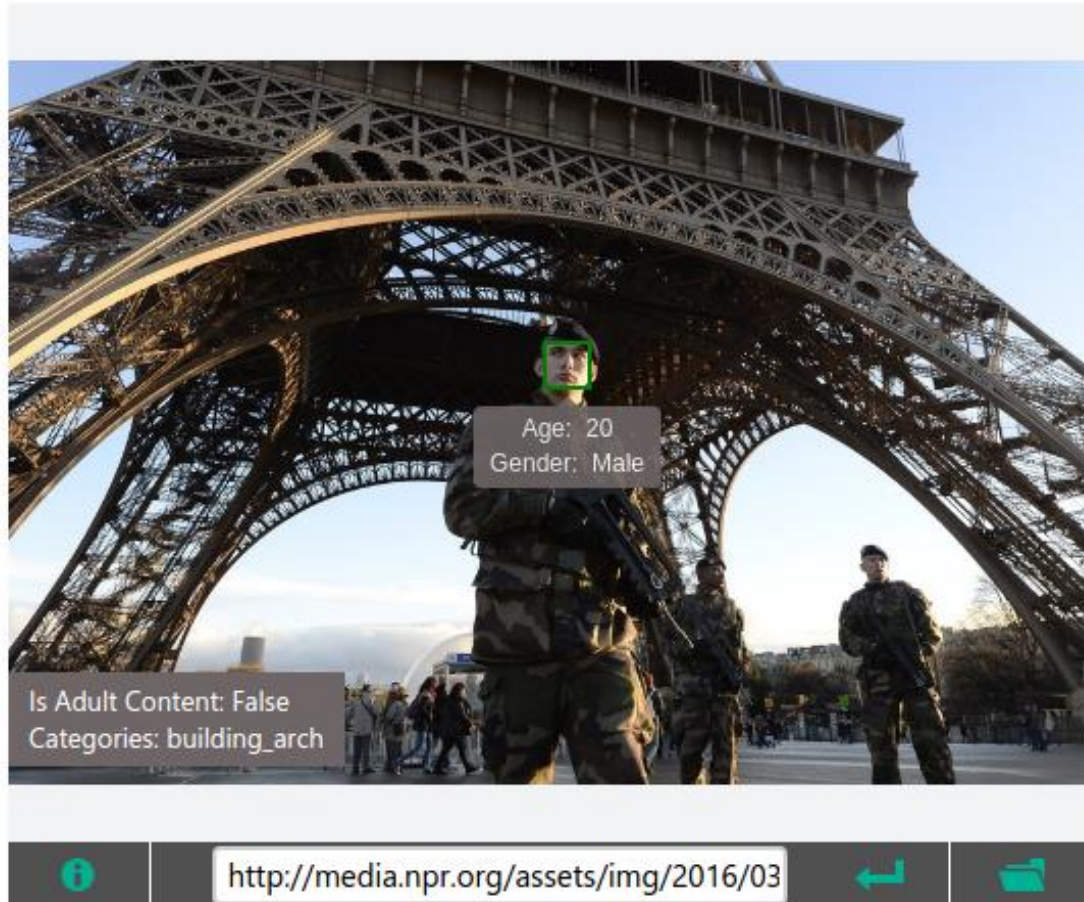 Age: 20
Gender: Male
Is Adult Content: False
Categories: building_arch
http://media.npr.org/assets/img/2016/03